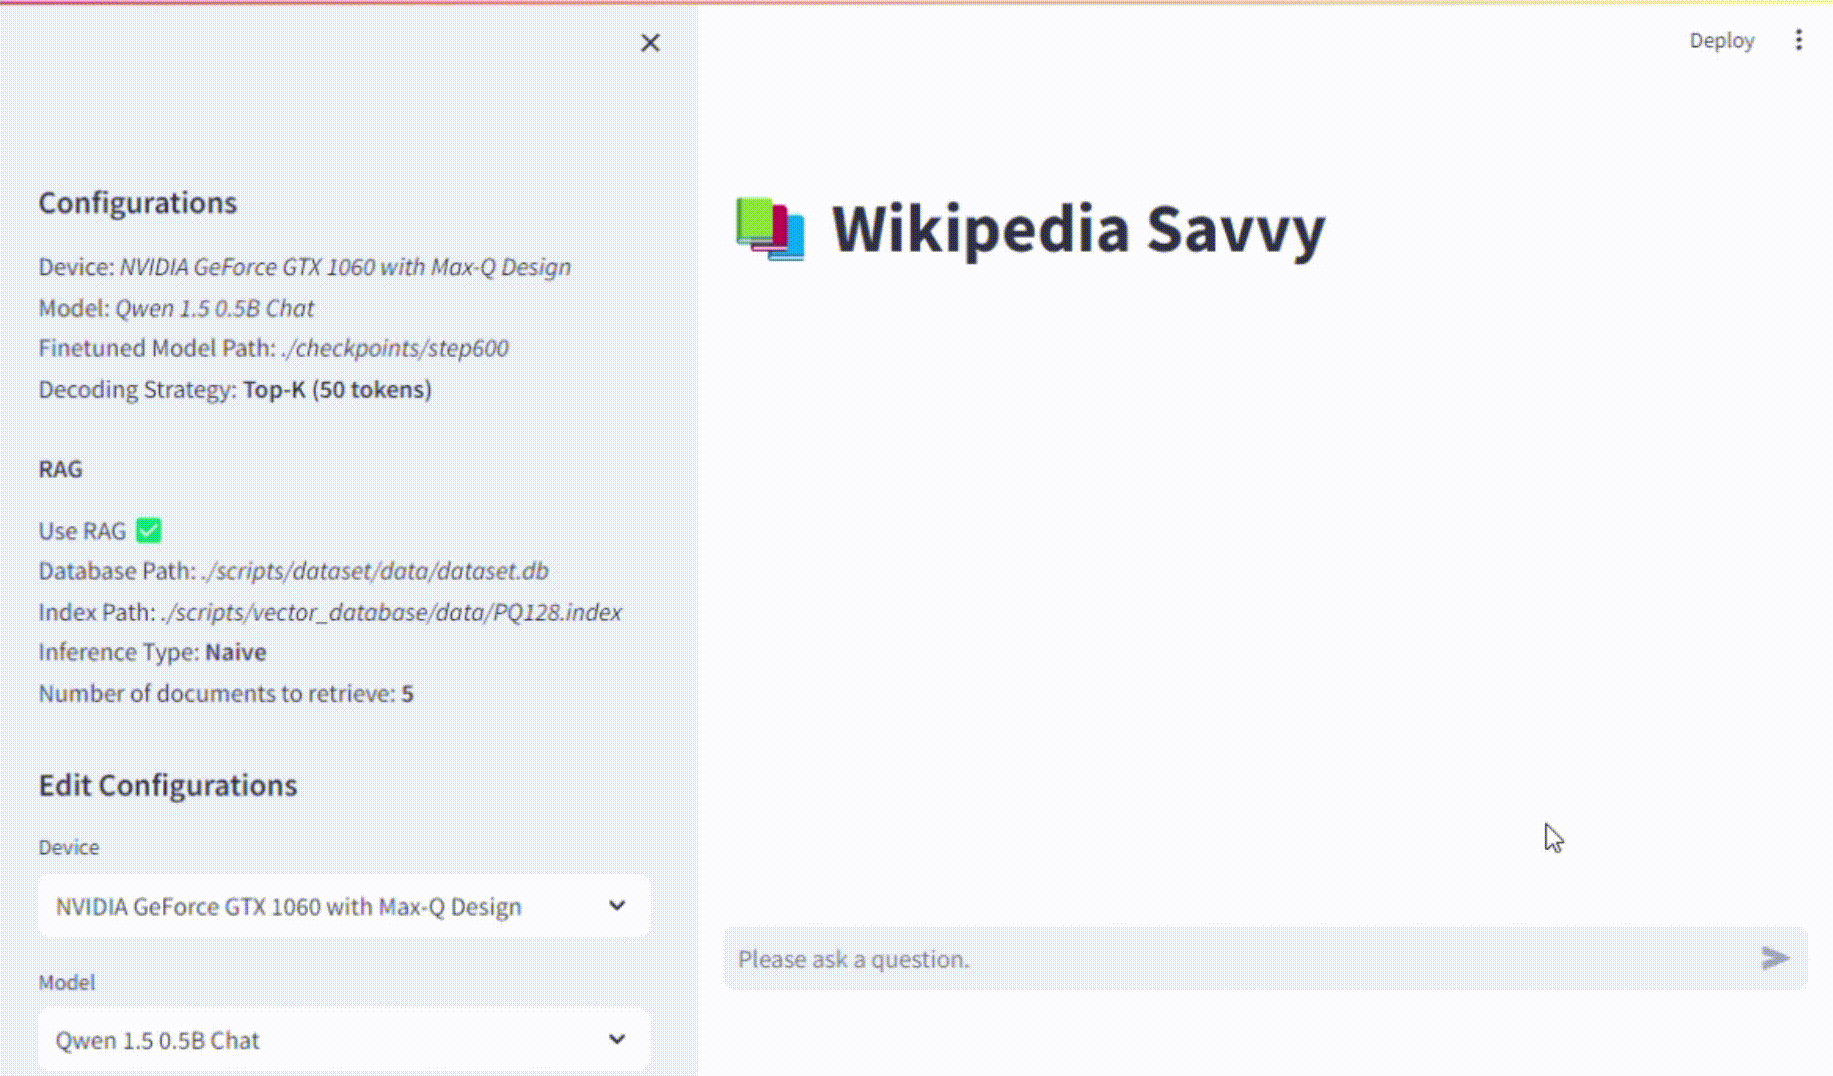 Configurations
Device: NVIDIA GeForce GTX 1060 with Max-Q Design
Model: Qwen 1.5 0.5B Chat
Finetuned Model Path: ./checkpoints/step600
Decoding Strategy: Top-K (50 tokens)
RAG
Use RAG
Database Path: ./scripts/dataset/data/dataset.db
Index Path: ./scripts/vector_database/data/PQ128.index
Inference Type: Naive
Number of documents to retrieve: 5
Edit Configurations
Device
NVIDIA GeForce GTX 1060 with Max-Q Design
Model
Qwen 1.5 0.5B Chat
Deploy
Wikipedia Savvy
Please ask a question.